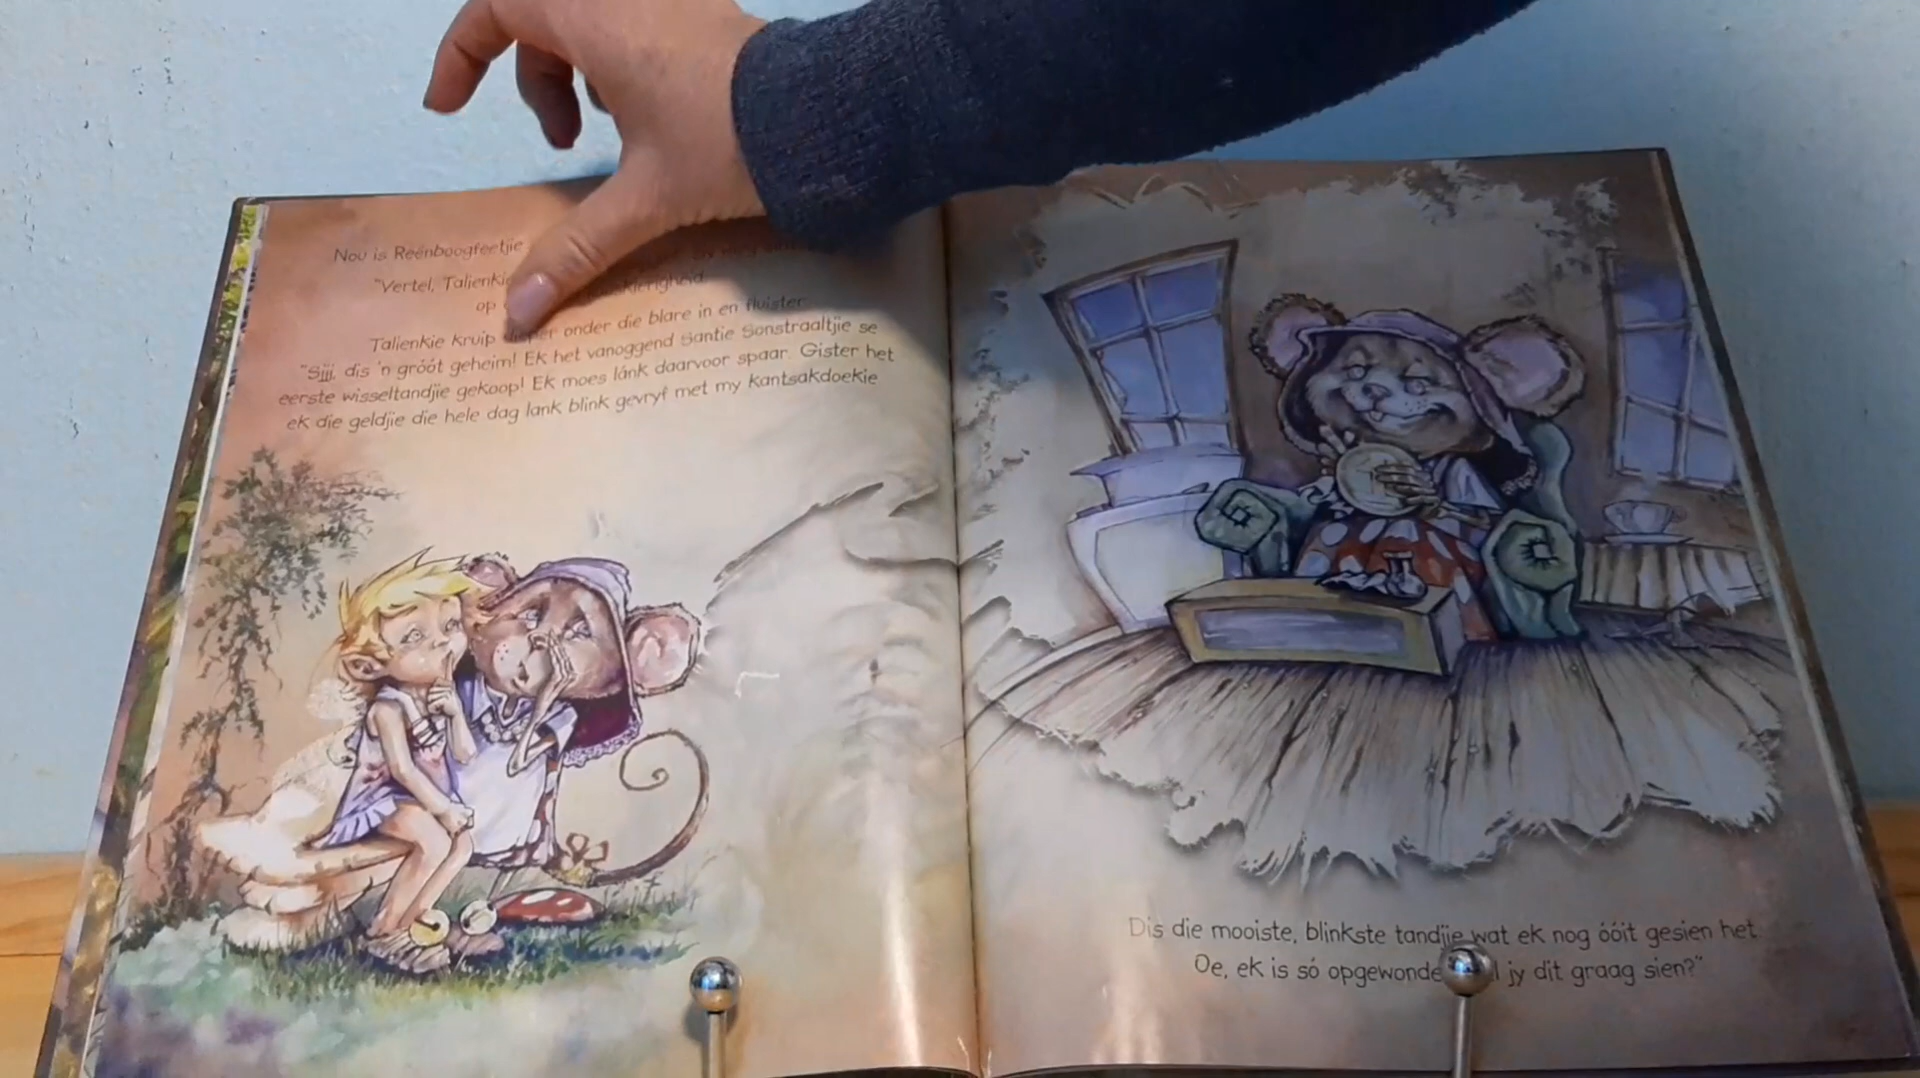 Nou is Reënboogfeetjie
"Vertel, Talienkie
op
Talienkie kruip dieper onder die blare in en fluister:
"Sjjj, dis 'n gróót geheim! Ek het vanoggend Santie Sonstraaltjie se
eerste wisseltandjie gekoop! Ek moes lánk daarvoor spaar. Gister het
ek die geldjie die hele dag lank blink gevryf met my kantsakdoekie
Dis die mooiste, blinkste tandjie wat ek nog óóit gesien het.
Oe, ek is só opgewonde jy dit graag sien?"